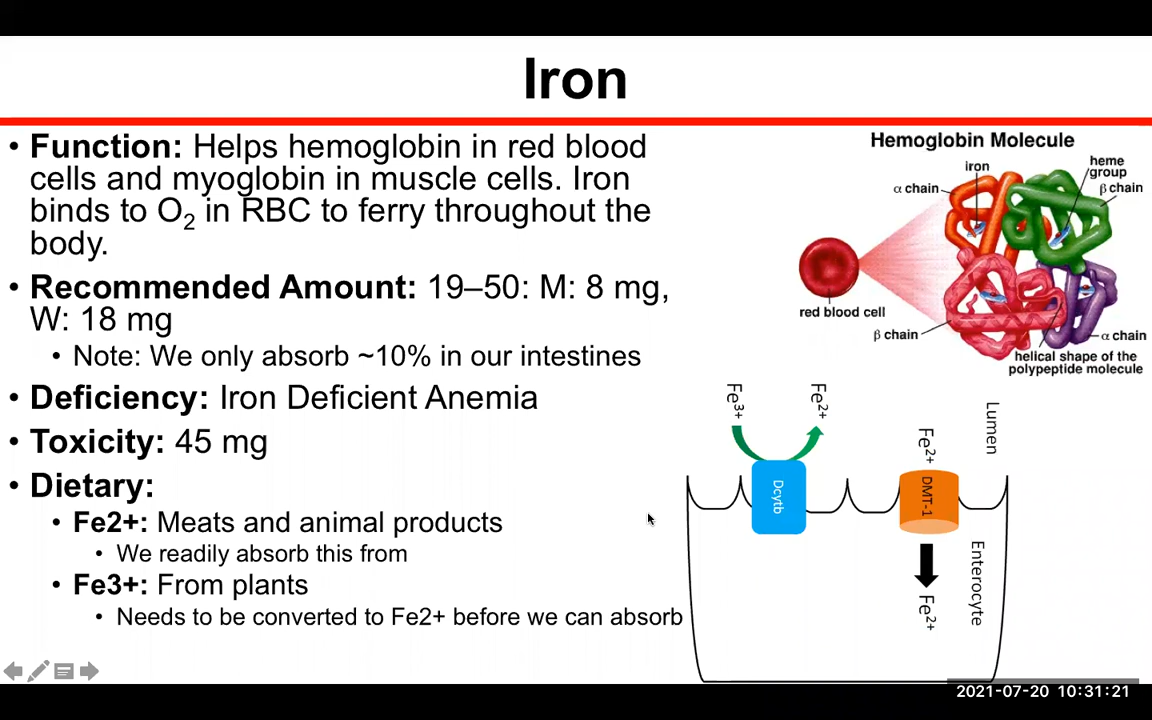 Iron
• Function: Helps hemoglobin in red blood
cells and myoglobin in muscle cells. Iron
binds to O2 in RBC to ferry throughout the
body.
• Recommended Amount: 19–50: M: 8 mg,
W: 18 mg
• Note: We only absorb ~10% in our intestines
• Deficiency: Iron Deficient Anemia
• Toxicity: 45 mg
• Dietary:
• Fe2+: Meats and animal products
• We readily absorb this from
• Fe3+: From plants
• Needs to be converted to Fe2+ before we can absorb
Hemoglobin Molecule
iron
heme
group
α chain
β chain
red blood cell
β chain
α chain
helical shape of the
polypeptide molecule
Fe3+
Fe2+
Fe2+
Lumen
Dcytb
DMT-1
Enterocyte
Fe2+
2021-07-20 10:31:21